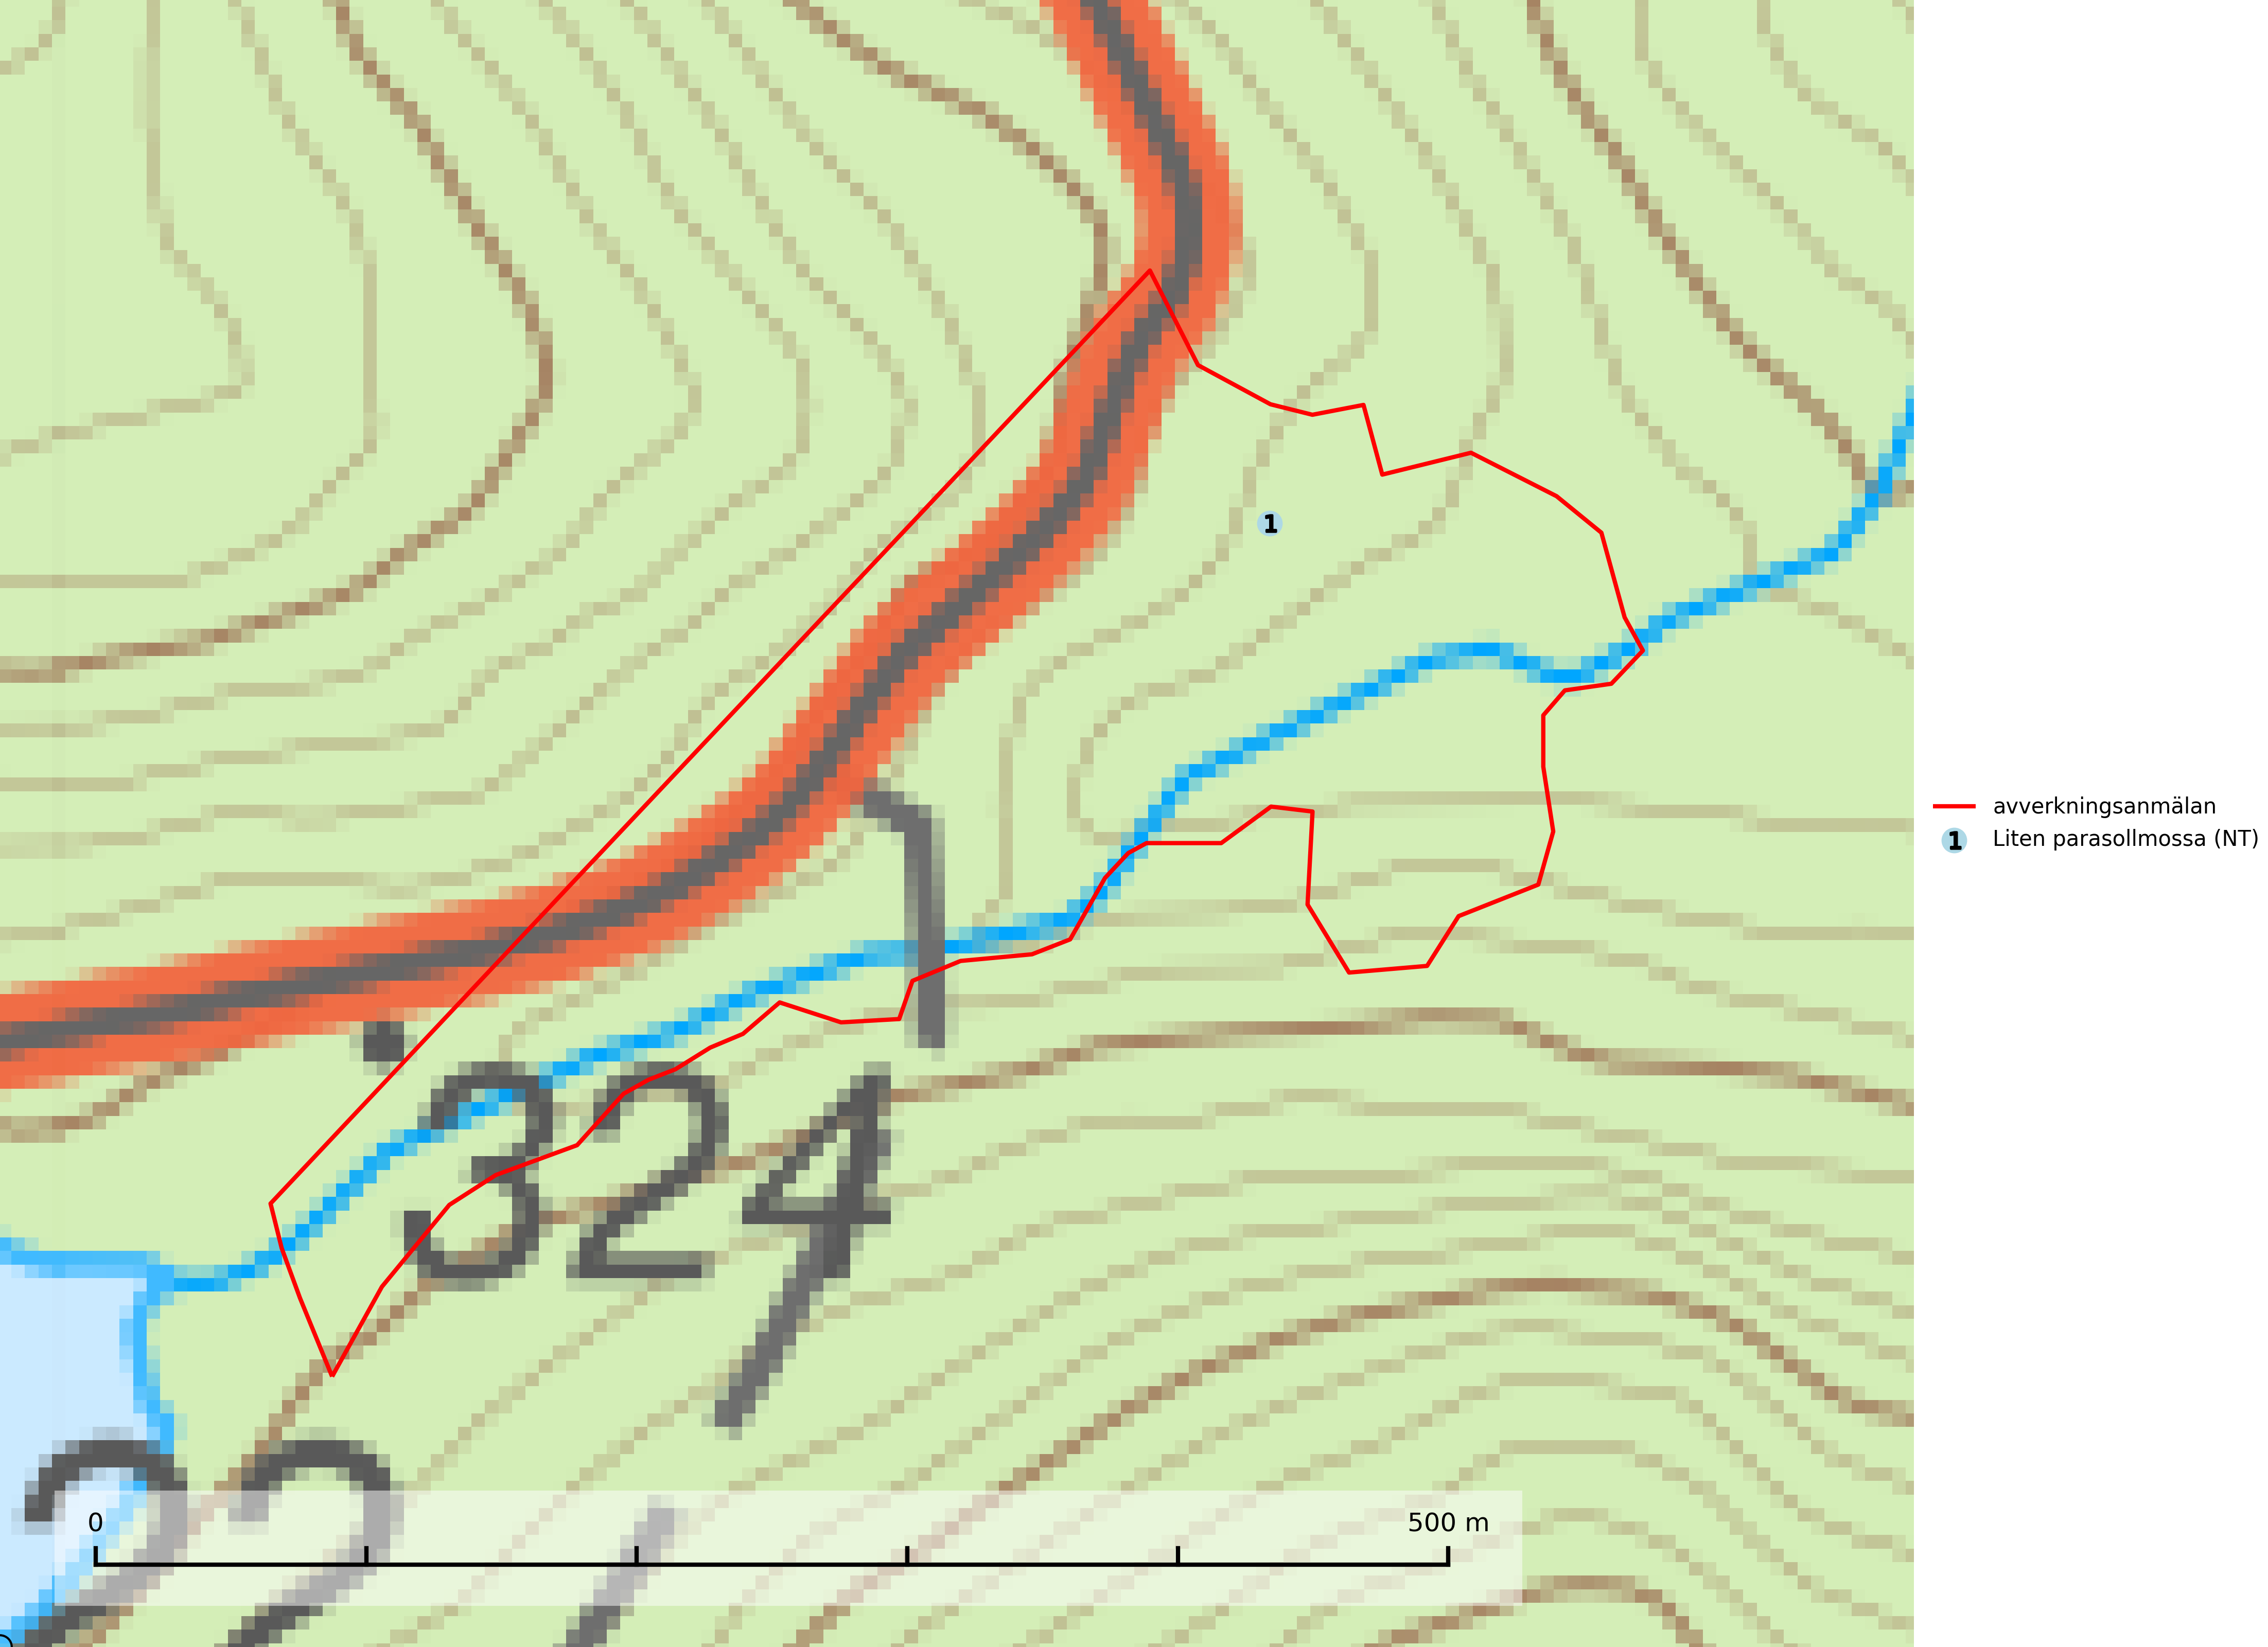 1
324
avverkningsanmälan
1 Liten parasollmossa (NT)
0 500 m